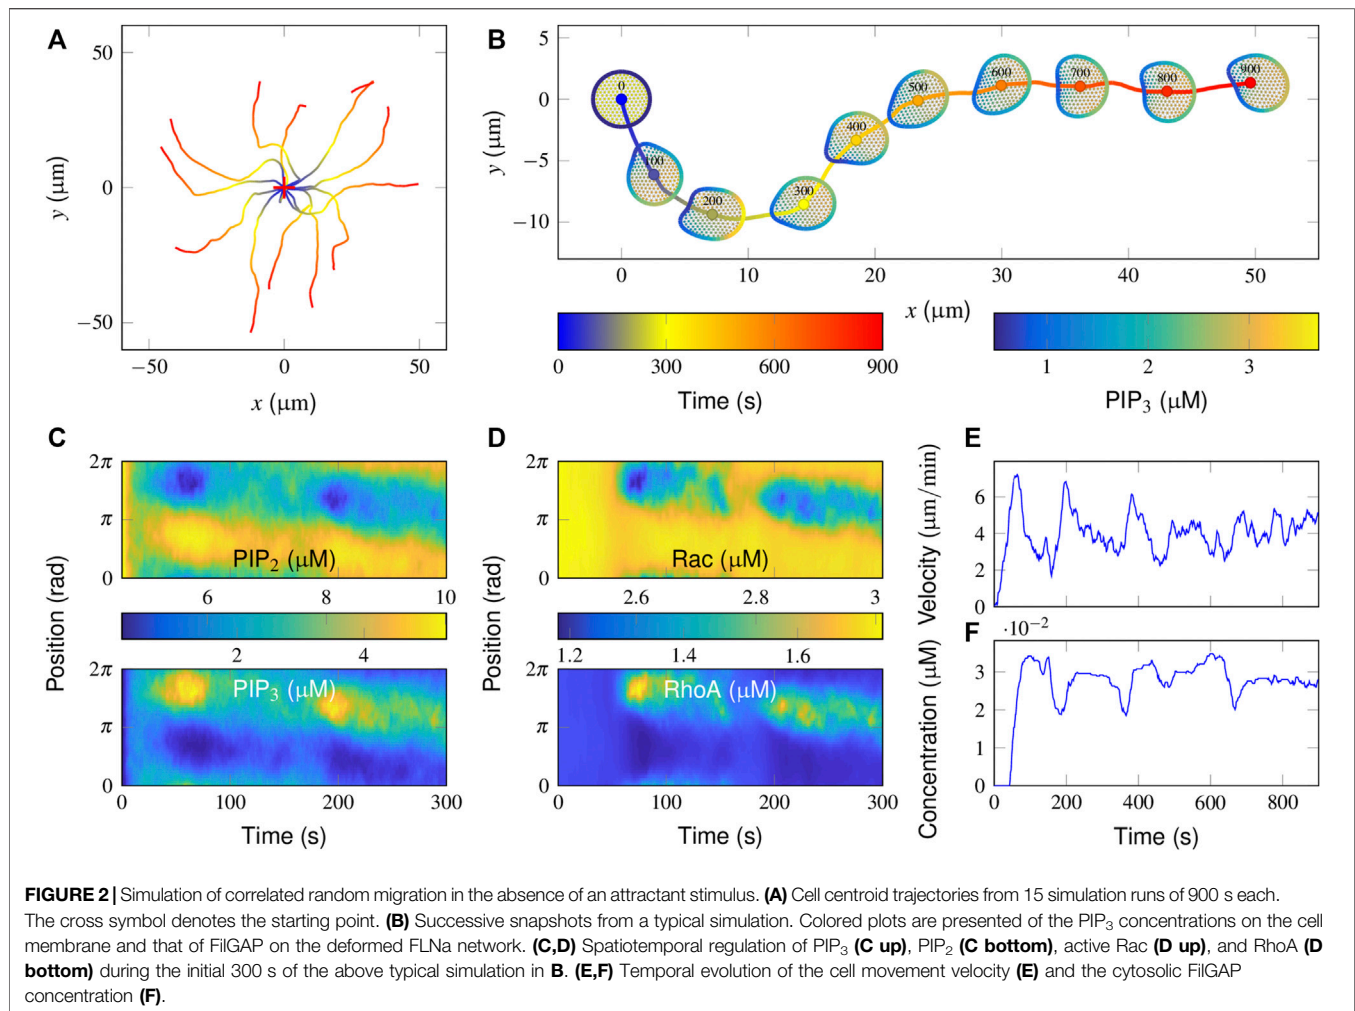 A
50
0
−50
y (μm)
−50
0
50
x (μm)
B
5
0
−5
−10
y (μm)
0
100
200
300
400
500
600
700
800
900
0
10
20
30
40
50
x (μm)
0
300
600
900
Time (s)
1
2
3
PIP3 (μM)
C
2π
π
0
PIP2 (μM)
6
8
10
Position (rad)
2
4
2π
π
0
PIP3 (μM)
0
100
200
300
Time (s)
D
2π
π
0
Rac (μM)
2.6
2.8
3
Position (rad)
1.2
1.4
1.6
2π
π
0
RhoA (μM)
0
100
200
300
Time (s)
E
6
4
2
0
Velocity (μm/min)
F
·10−2
3
2
1
0
Concentration (μM)
0
200
400
600
800
Time (s)
FIGURE 2 | Simulation of correlated random migration in the absence of an attractant stimulus. (A) Cell centroid trajectories from 15 simulation runs of 900 s each.
The cross symbol denotes the starting point. (B) Successive snapshots from a typical simulation. Colored plots are presented of the PIP3 concentrations on the cell
membrane and that of FilGAP on the deformed FLNa network. (C,D) Spatiotemporal regulation of PIP3 (C up), PIP2 (C bottom), active Rac (D up), and RhoA (D
bottom) during the initial 300 s of the above typical simulation in B. (E,F) Temporal evolution of the cell movement velocity (E) and the cytosolic FilGAP
concentration (F).